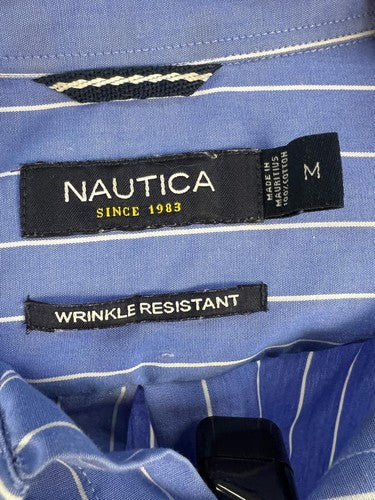 NAUTICA
SINCE 1983
M
MADE IN
MAURITIUS
100% COTTON
WRINKLE RESISTANT